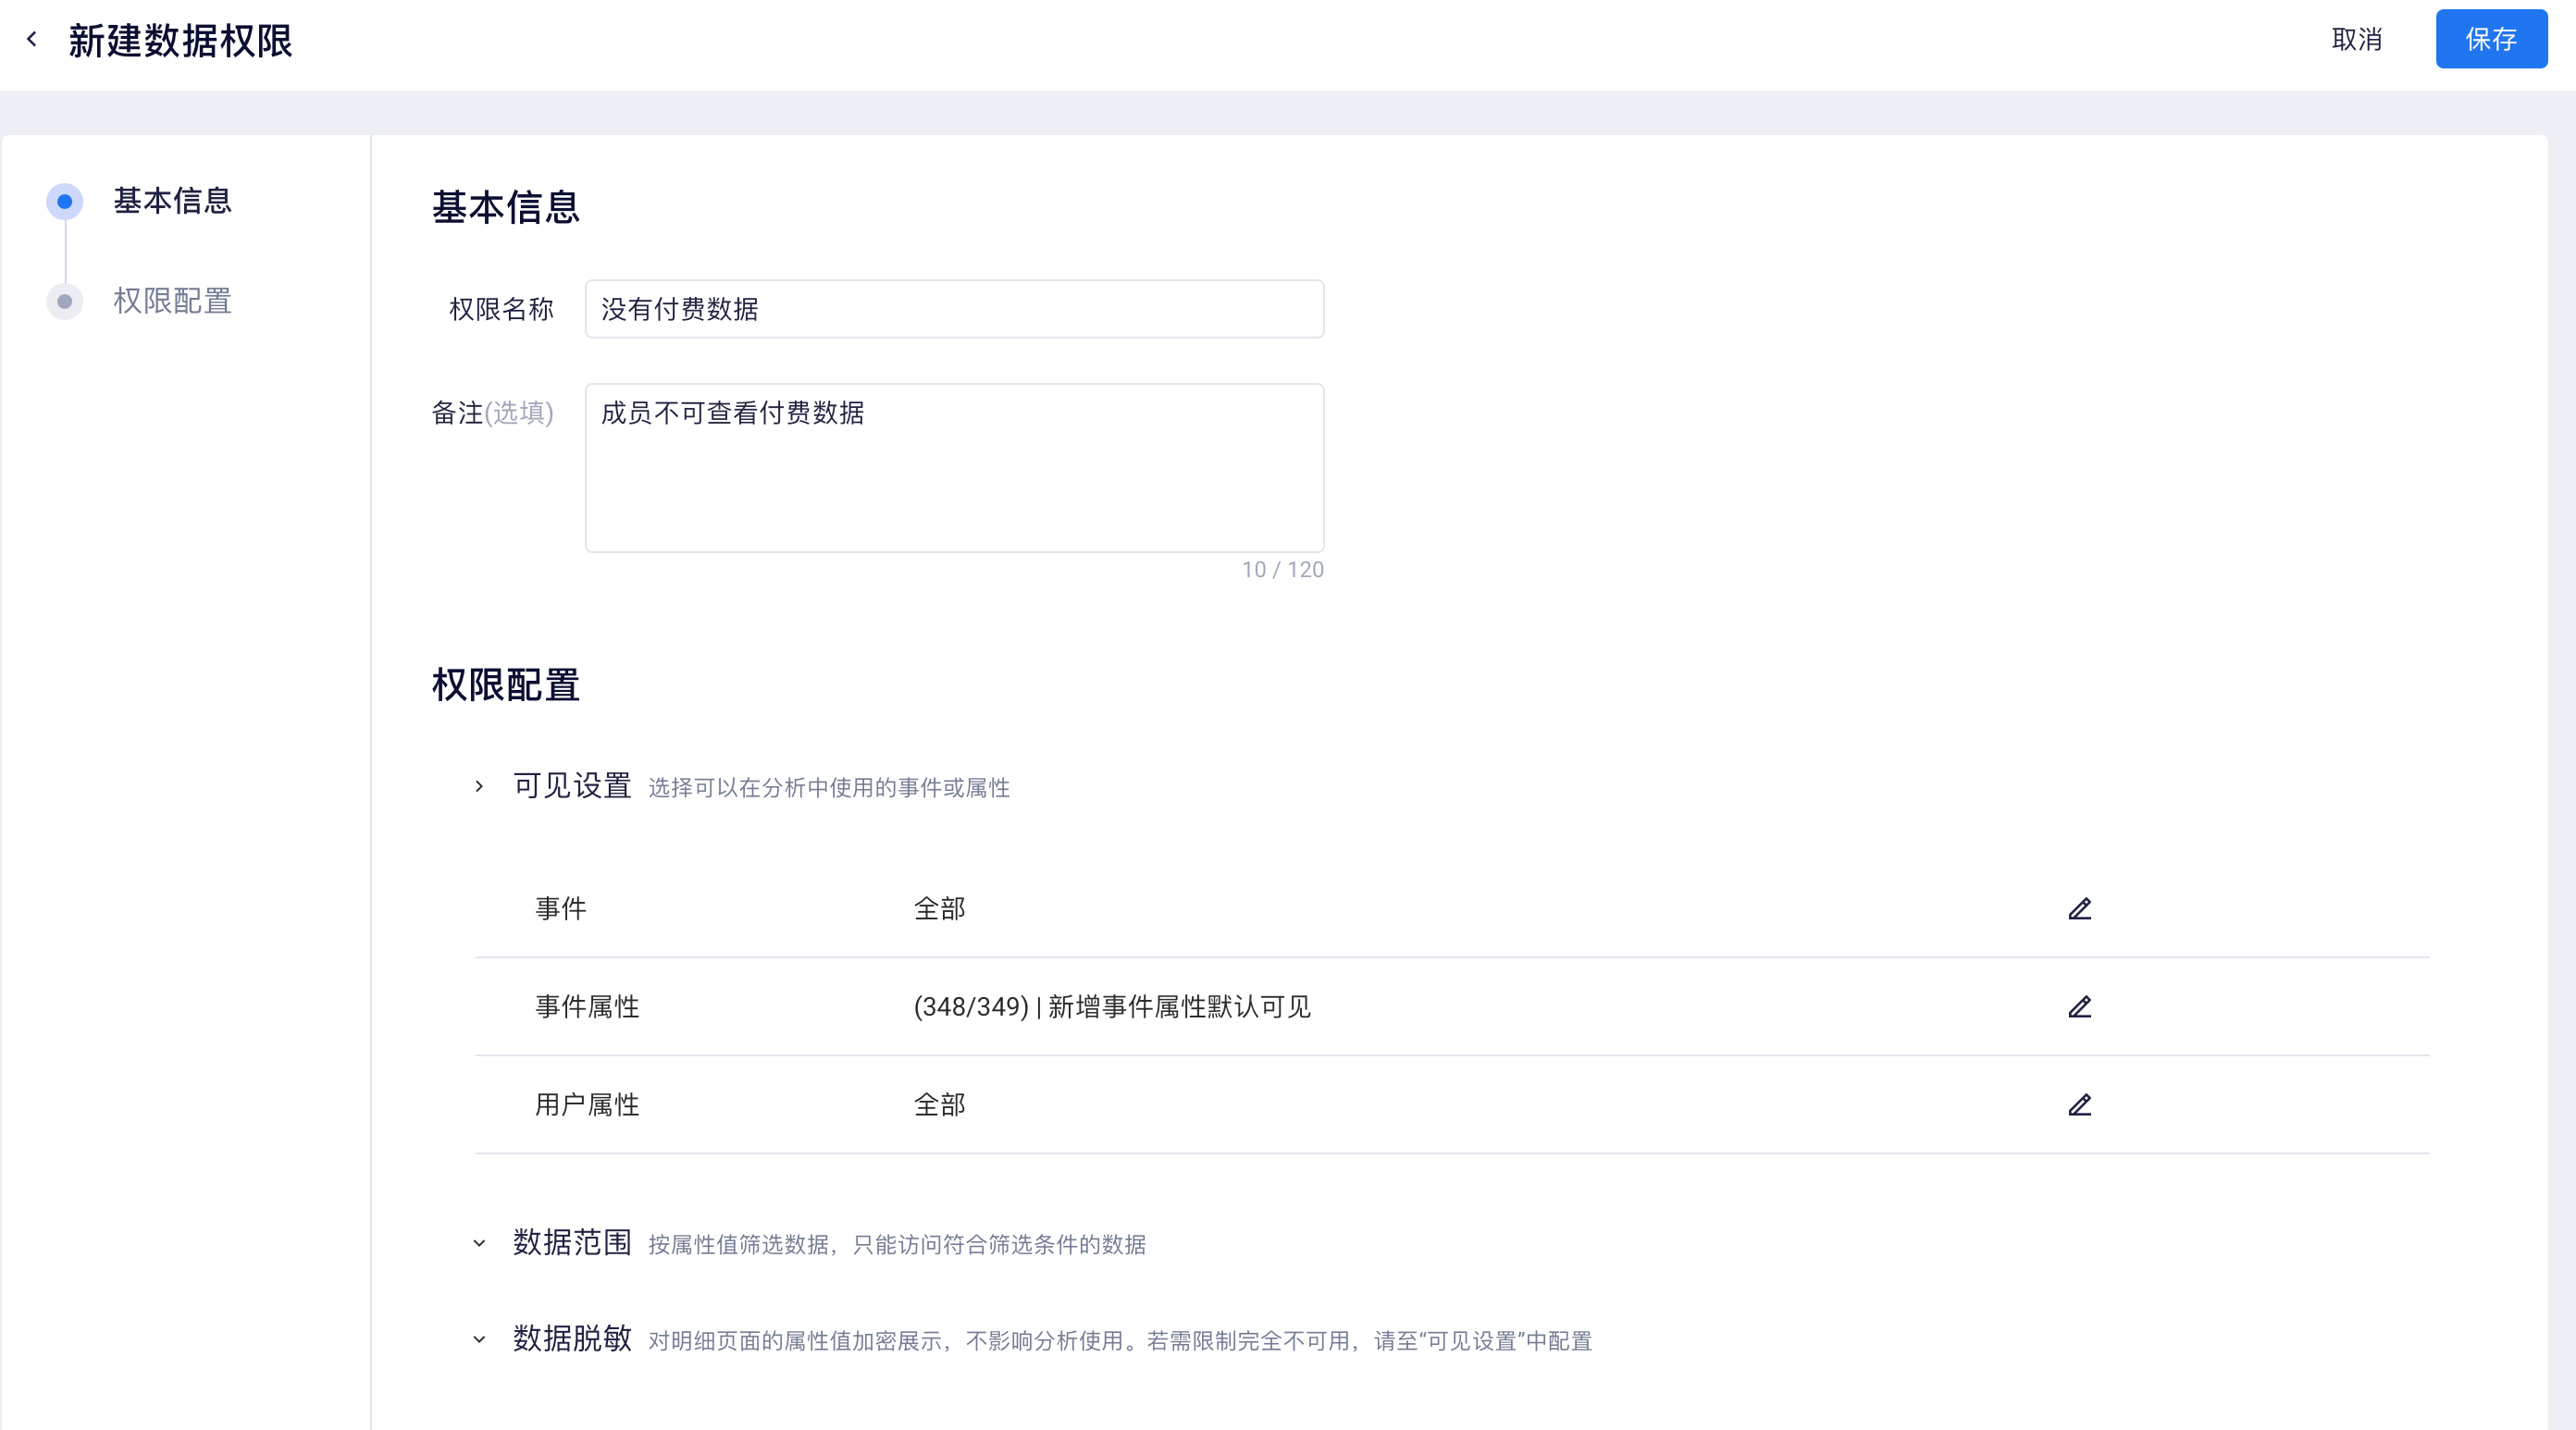 新建数据权限
取消
保存
基本信息
权限配置
基本信息
权限名称
没有付费数据
备注(选填)
成员不可查看付费数据
10 / 120
权限配置
可见设置 选择可以在分析中使用的事件或属性
事件 全部
事件属性 (348/349) | 新增事件属性默认可见
用户属性 全部
数据范围 按属性值筛选数据，只能访问符合筛选条件的数据
数据脱敏 对明细页面的属性值加密展示，不影响分析使用。若需限制完全不可用，请至“可见设置”中配置